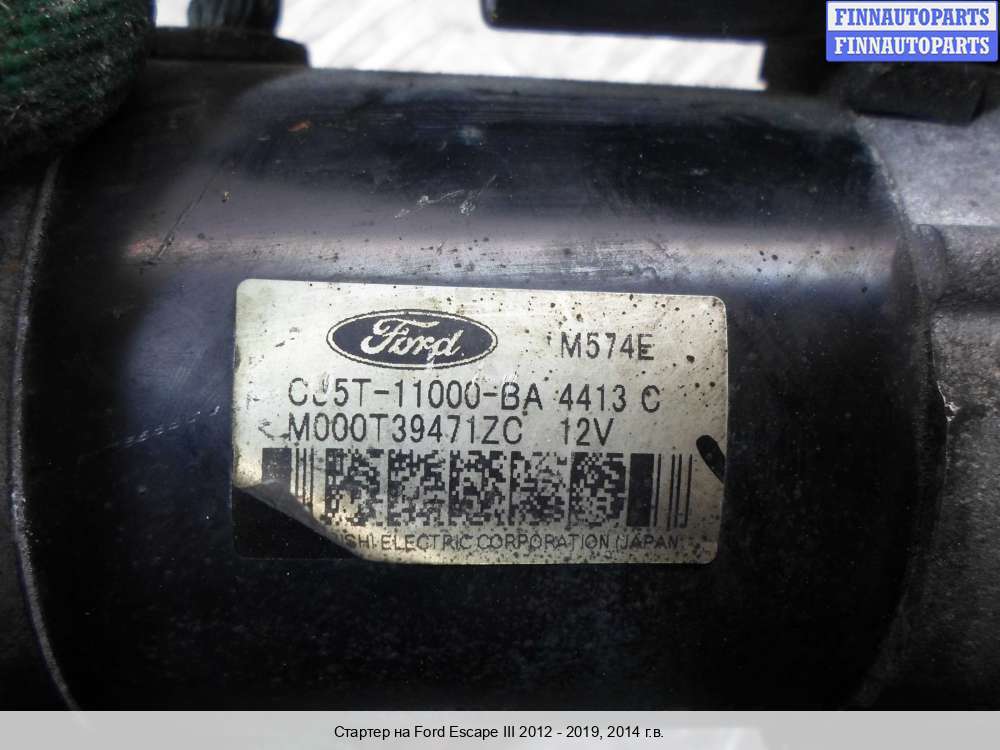 FINNAUTOPARTS
FINNAUTOPARTS
Ford M574E
11000-BA 4413 C
M000T39471ZC 12V
ELECTRIC CORPORATION JAPAN
Стартер на Ford Escape III 2012 - 2019, 2014 г.в.